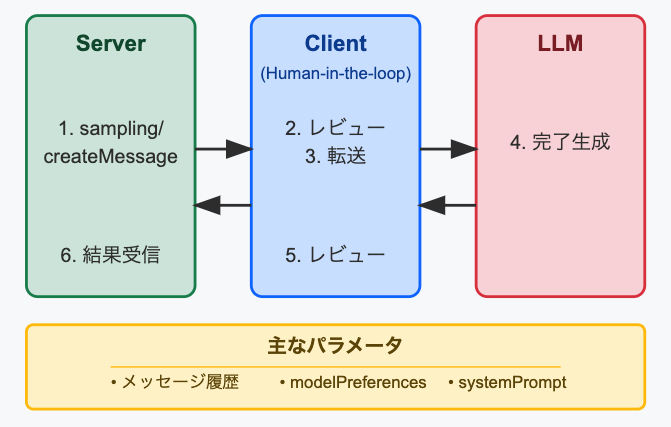 Server
1. sampling/
createMessage
6. 結果受信
Client
(Human-in-the-loop)
2. レビュー
3. 転送
5. レビュー
LLM
4. 完了生成
主なパラメータ
• メッセージ履歴 • modelPreferences • systemPrompt